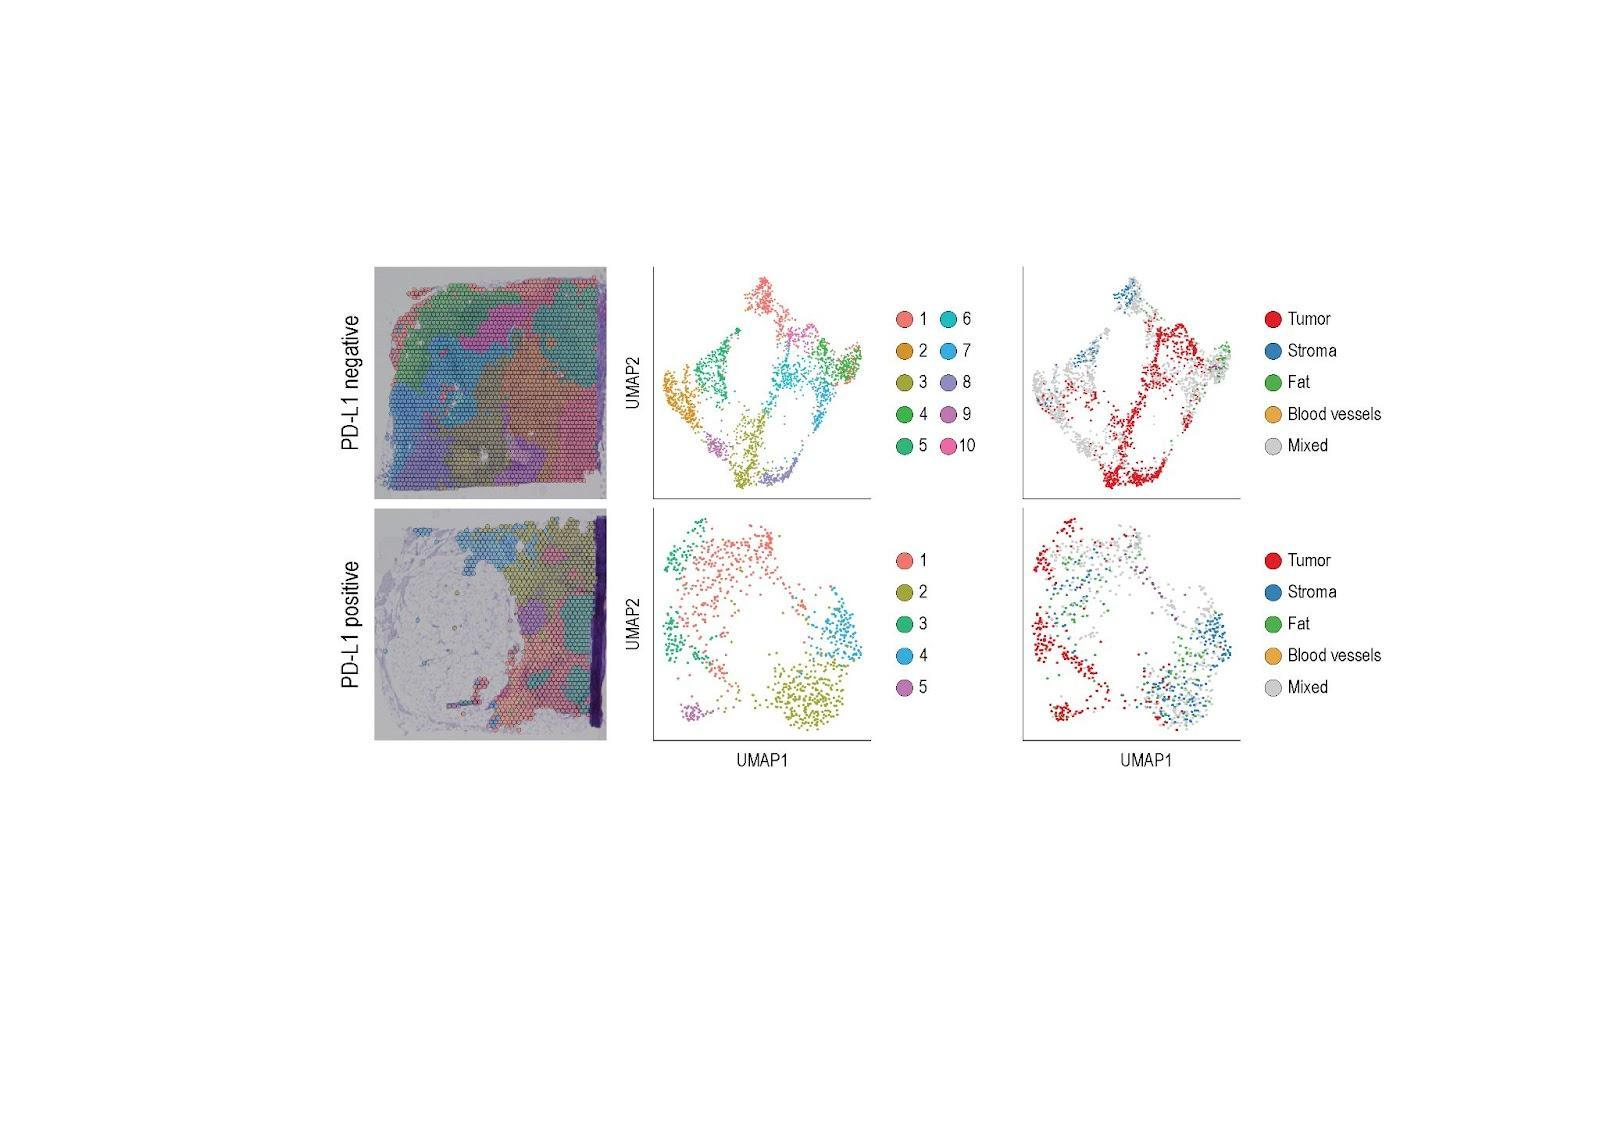 PD-L1 negative
UMAP2
1 6
2 7
3 8
4 9
5 10
Tumor
Stroma
Fat
Blood vessels
Mixed
PD-L1 positive
UMAP2
1
2
3
4
5
UMAP1
Tumor
Stroma
Fat
Blood vessels
Mixed
UMAP1